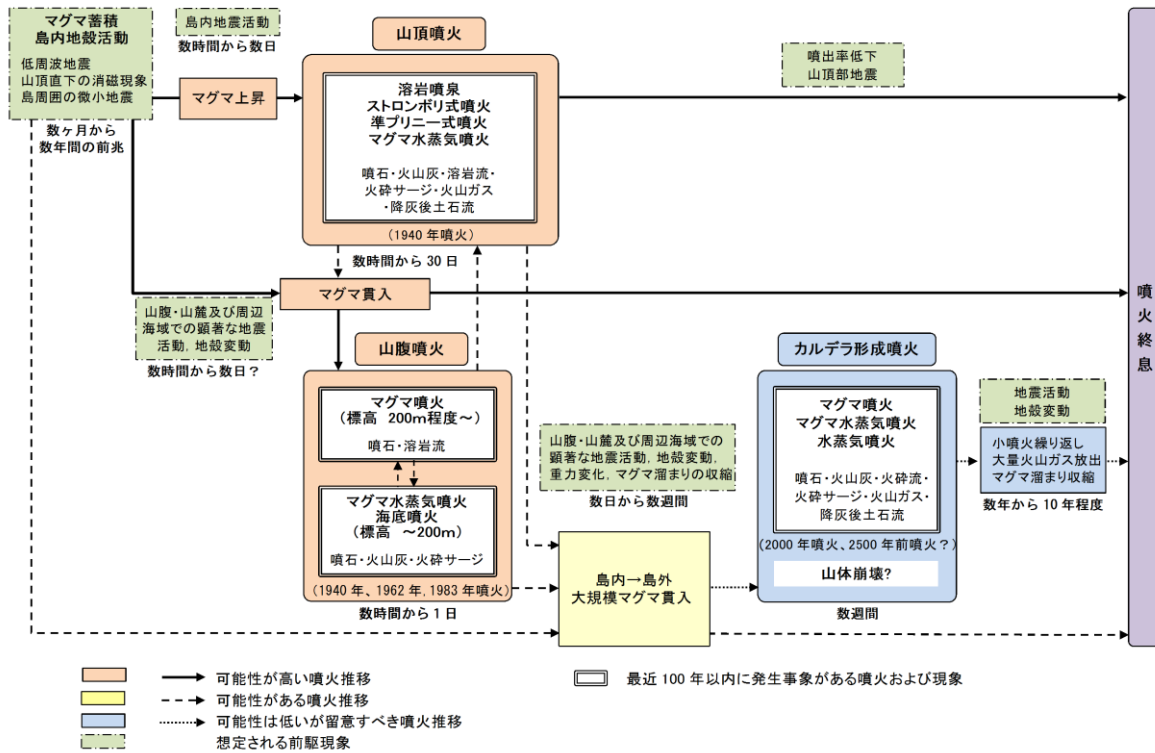 マグマ蓄積
島内地殻活動
低周波地震
山頂直下の消磁現象
島周囲の微小地震
数ヶ月から
数年間の前兆
島内地震活動
数時間から数日
マグマ上昇
山頂噴火
溶岩噴泉
ストロンボリ式噴火
準プリニー式噴火
マグマ水蒸気噴火
噴石・火山灰・溶岩流・
火砕サージ・火山ガス
・降灰後土石流
(1940 年噴火)
噴出率低下
山頂部地震
数時間から 30 日
マグマ貫入
山腹・山麓及び周辺
海域での顕著な地震
活動, 地殻変動
数時間から数日？
山腹噴火
マグマ噴火
(標高 200m程度～)
噴石・溶岩流
マグマ水蒸気噴火
海底噴火
(標高 ～200m)
噴石・火山灰・火砕サージ
(1940 年、1962 年, 1983 年噴火)
数時間から 1 日
山腹・山麓及び周辺海域での
顕著な地震活動, 地殻変動,
重力変化, マグマ溜まりの収縮
数日から数週間
島内→島外
大規模マグマ貫入
カルデラ形成噴火
マグマ噴火
マグマ水蒸気噴火
水蒸気噴火
噴石・火山灰・火砕流・
火砕サージ・火山ガス・
降灰後土石流
(2000 年噴火、2500 年前噴火？)
山体崩壊?
数週間
地震活動
地殻変動
小噴火繰り返し
大量火山ガス放出
マグマ溜まり収縮
数年から 10 年程度
噴火終息
可能性が高い噴火推移
可能性がある噴火推移
可能性は低いが留意すべき噴火推移
想定される前駆現象
最近 100 年以内に発生事象がある噴火および現象